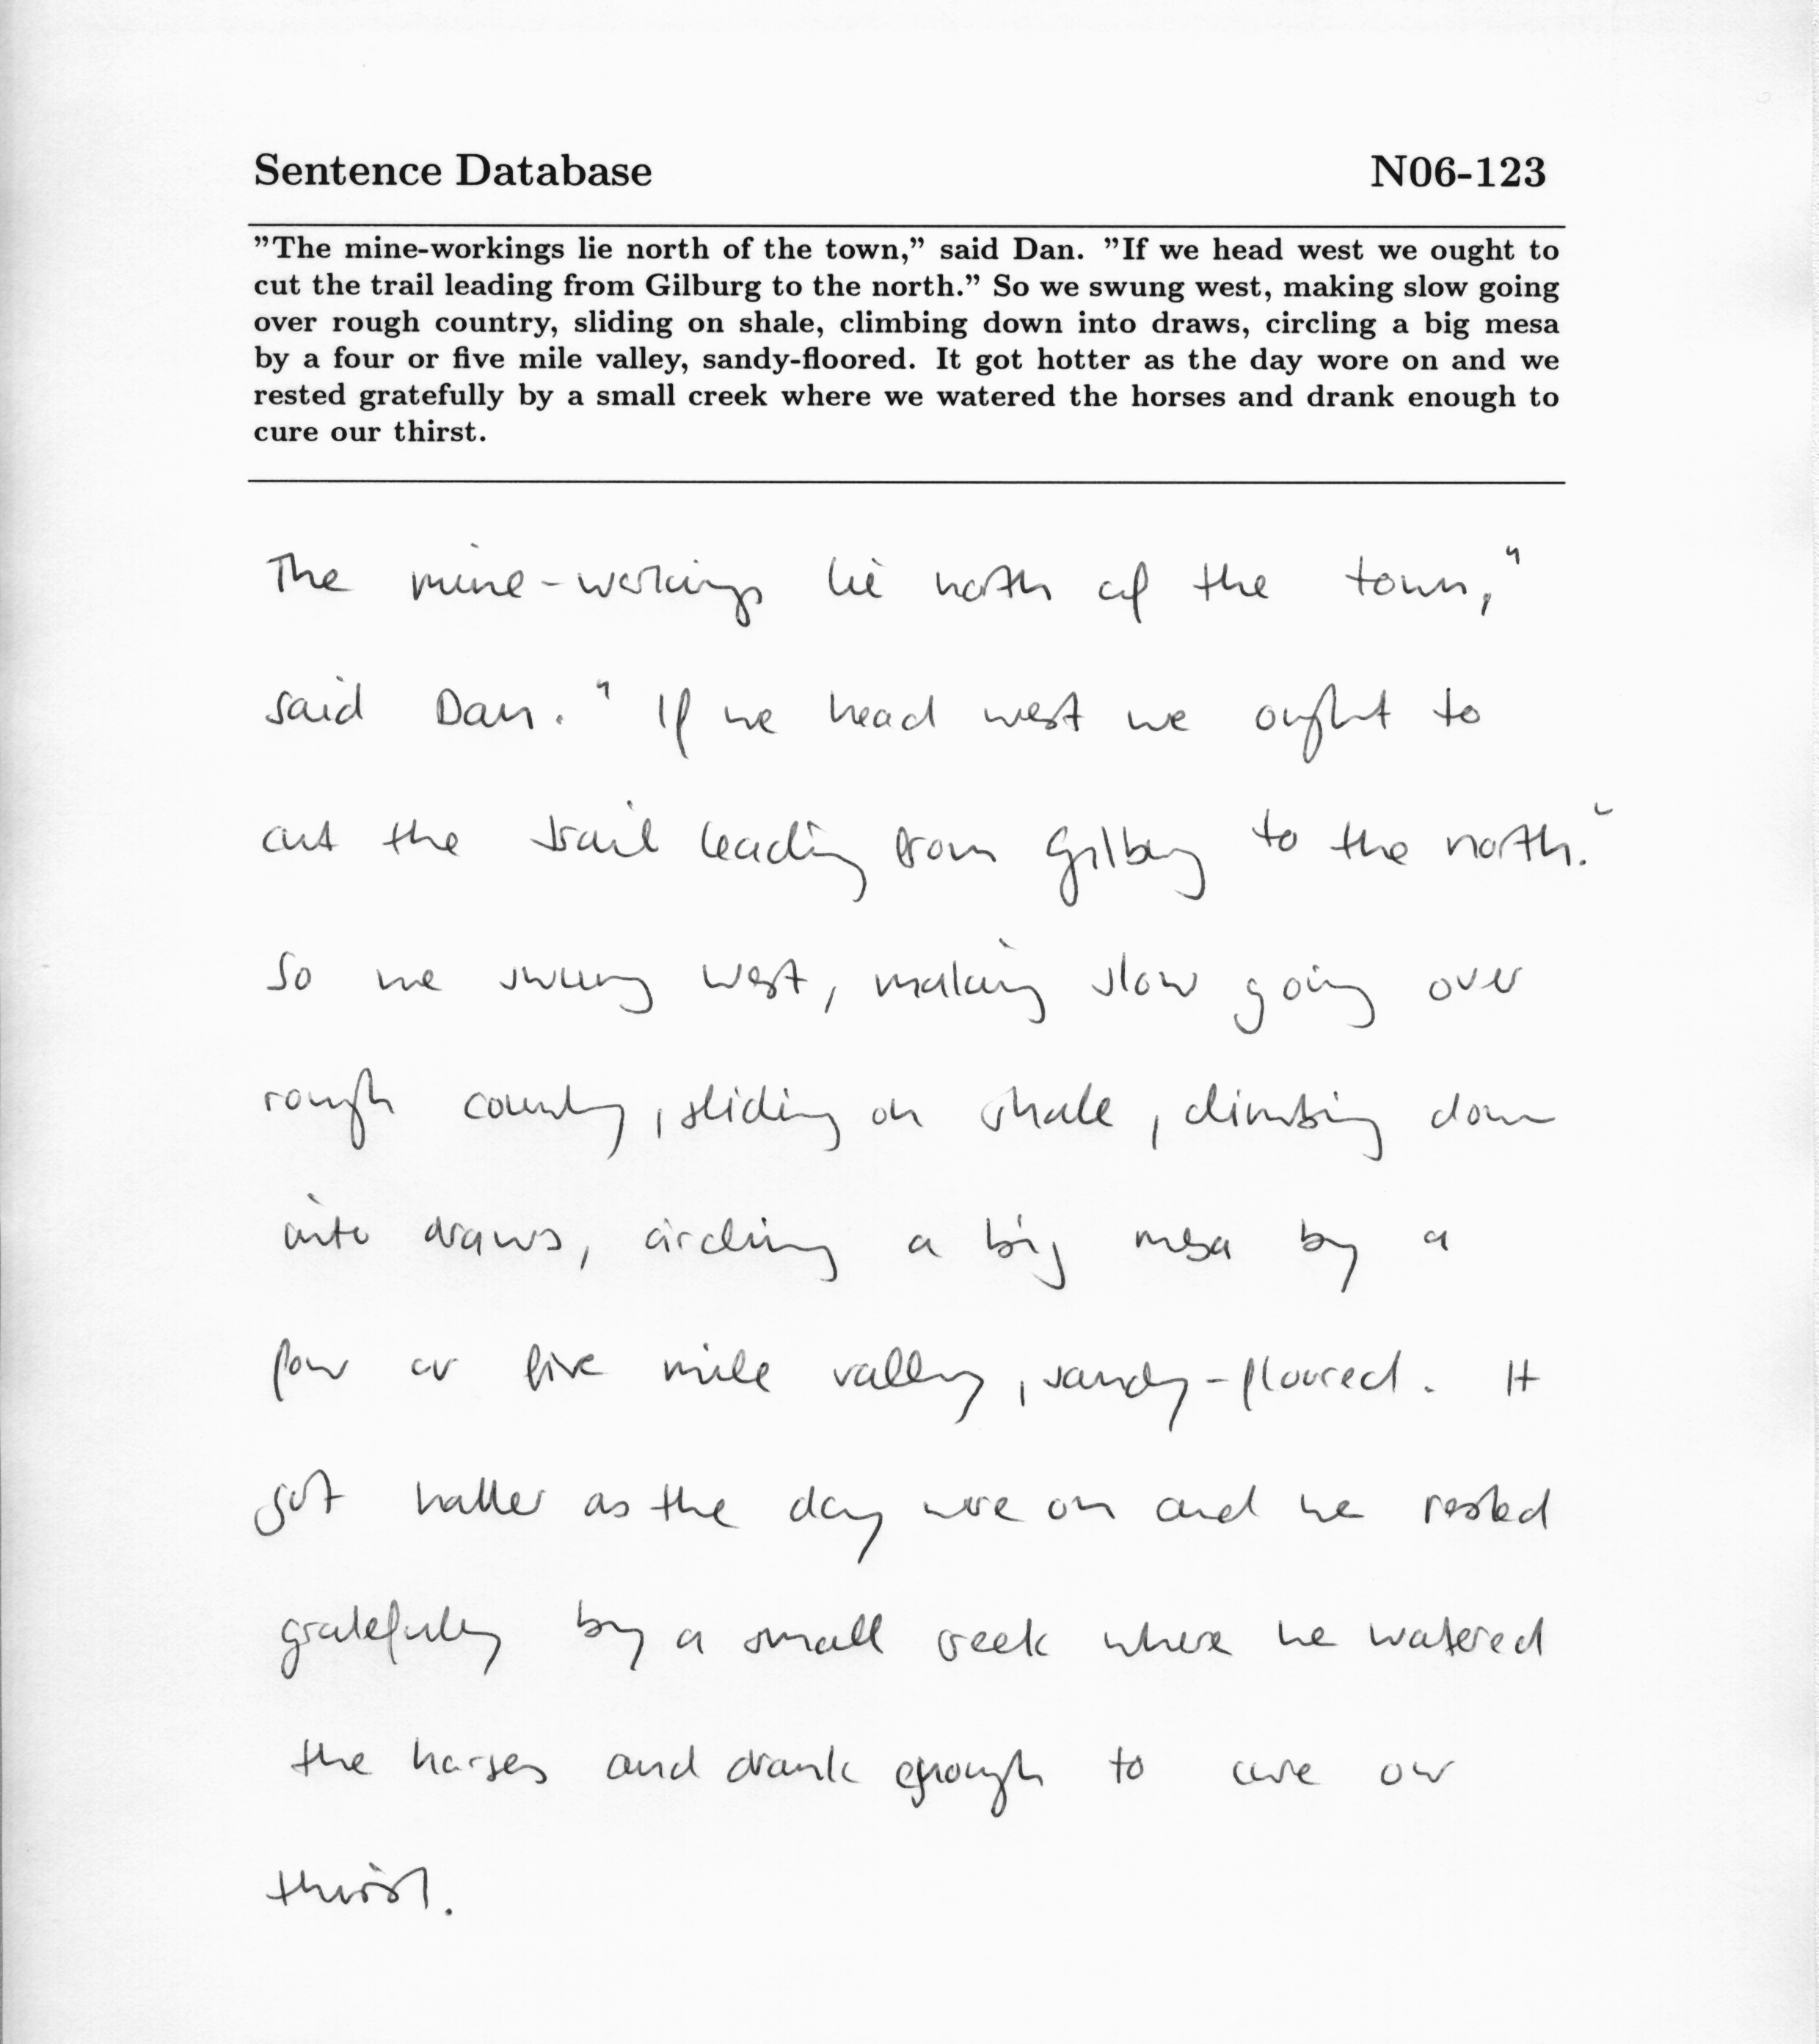 Sentence Database N06-123
”The mine-workings lie north of the town,” said Dan. ”If we head west we ought to
cut the trail leading from Gilburg to the north.” So we swung west, making slow going
over rough country, sliding on shale, climbing down into draws, circling a big mesa
by a four or five mile valley, sandy-floored. It got hotter as the day wore on and we
rested gratefully by a small creek where we watered the horses and drank enough to
cure our thirst.
The mine-workings lie north of the town,"
said Dan. "If we head west we ought to
cut the trail leading from Gilburg to the north."
So we swung west, making slow going over
rough country, sliding on shale, climbing down
into draws, circling a big mesa by a
four or five mile valley, sandy-floored. It
got hotter as the day wore on and we rested
gratefully by a small creek where we watered
the horses and drank enough to cure our
thirst.